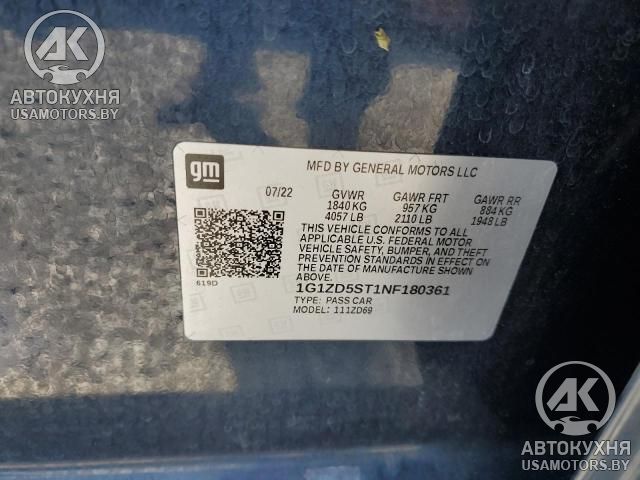 AK
АВТОКУХНЯ
USAMOTORS.BY
gm
MFD BY GENERAL MOTORS LLC
07/22 GVWR GAWR FRT GAWR RR
1840 KG 957 KG 884 KG
4057 LB 2110 LB 1948 LB
THIS VEHICLE CONFORMS TO ALL
APPLICABLE U.S. FEDERAL MOTOR
VEHICLE SAFETY, BUMPER, AND THEFT
PREVENTION STANDARDS IN EFFECT ON THE
DATE OF MANUFACTURE SHOWN
ABOVE.
619D
1G1ZD5ST1NF180361
TYPE: PASS CAR
MODEL: 111ZD69
AK
АВТОКУХНЯ
USAMOTORS.BY